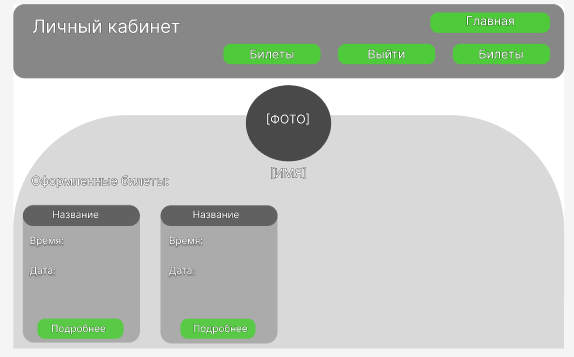 Личный кабинет
Главная
Билеты
Выйти
Билеты
[ФОТО]
[ИМЯ]
Оформленные билеты:
Название
Название
Время:
Время:
Дата:
Дата:
Подробнее
Подробнее